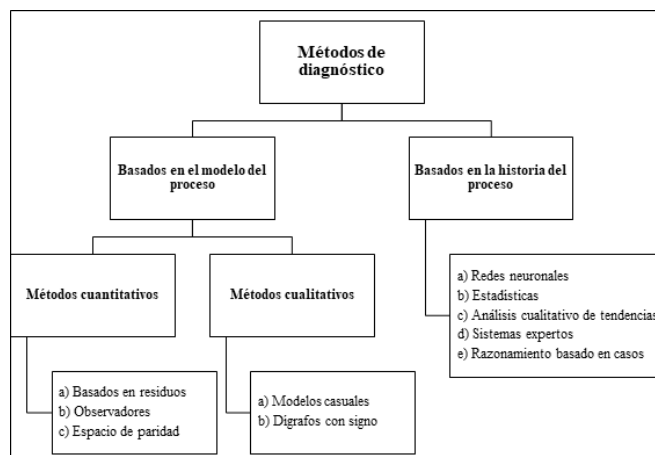 Métodos de
diagnóstico
Basados en el modelo del
proceso
Basados en la historia del
proceso
Métodos cuantitativos
Métodos cualitativos
a) Redes neuronales
b) Estadisticas
c) Análisis cualitativo de tendencias
d) Sistemas expertos
e) Razonamiento basado en casos
a) Basados en residuos
b) Observadores
c) Espacio de paridad
a) Modelos casuales
b) Digrafos con signo